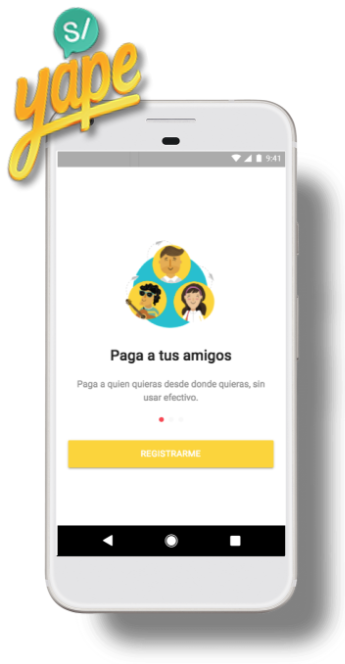 S/
yape
9:41
Paga a tus amigos
Paga a quien quieras desde donde quieras, sin
usar efectivo.
REGISTRARME